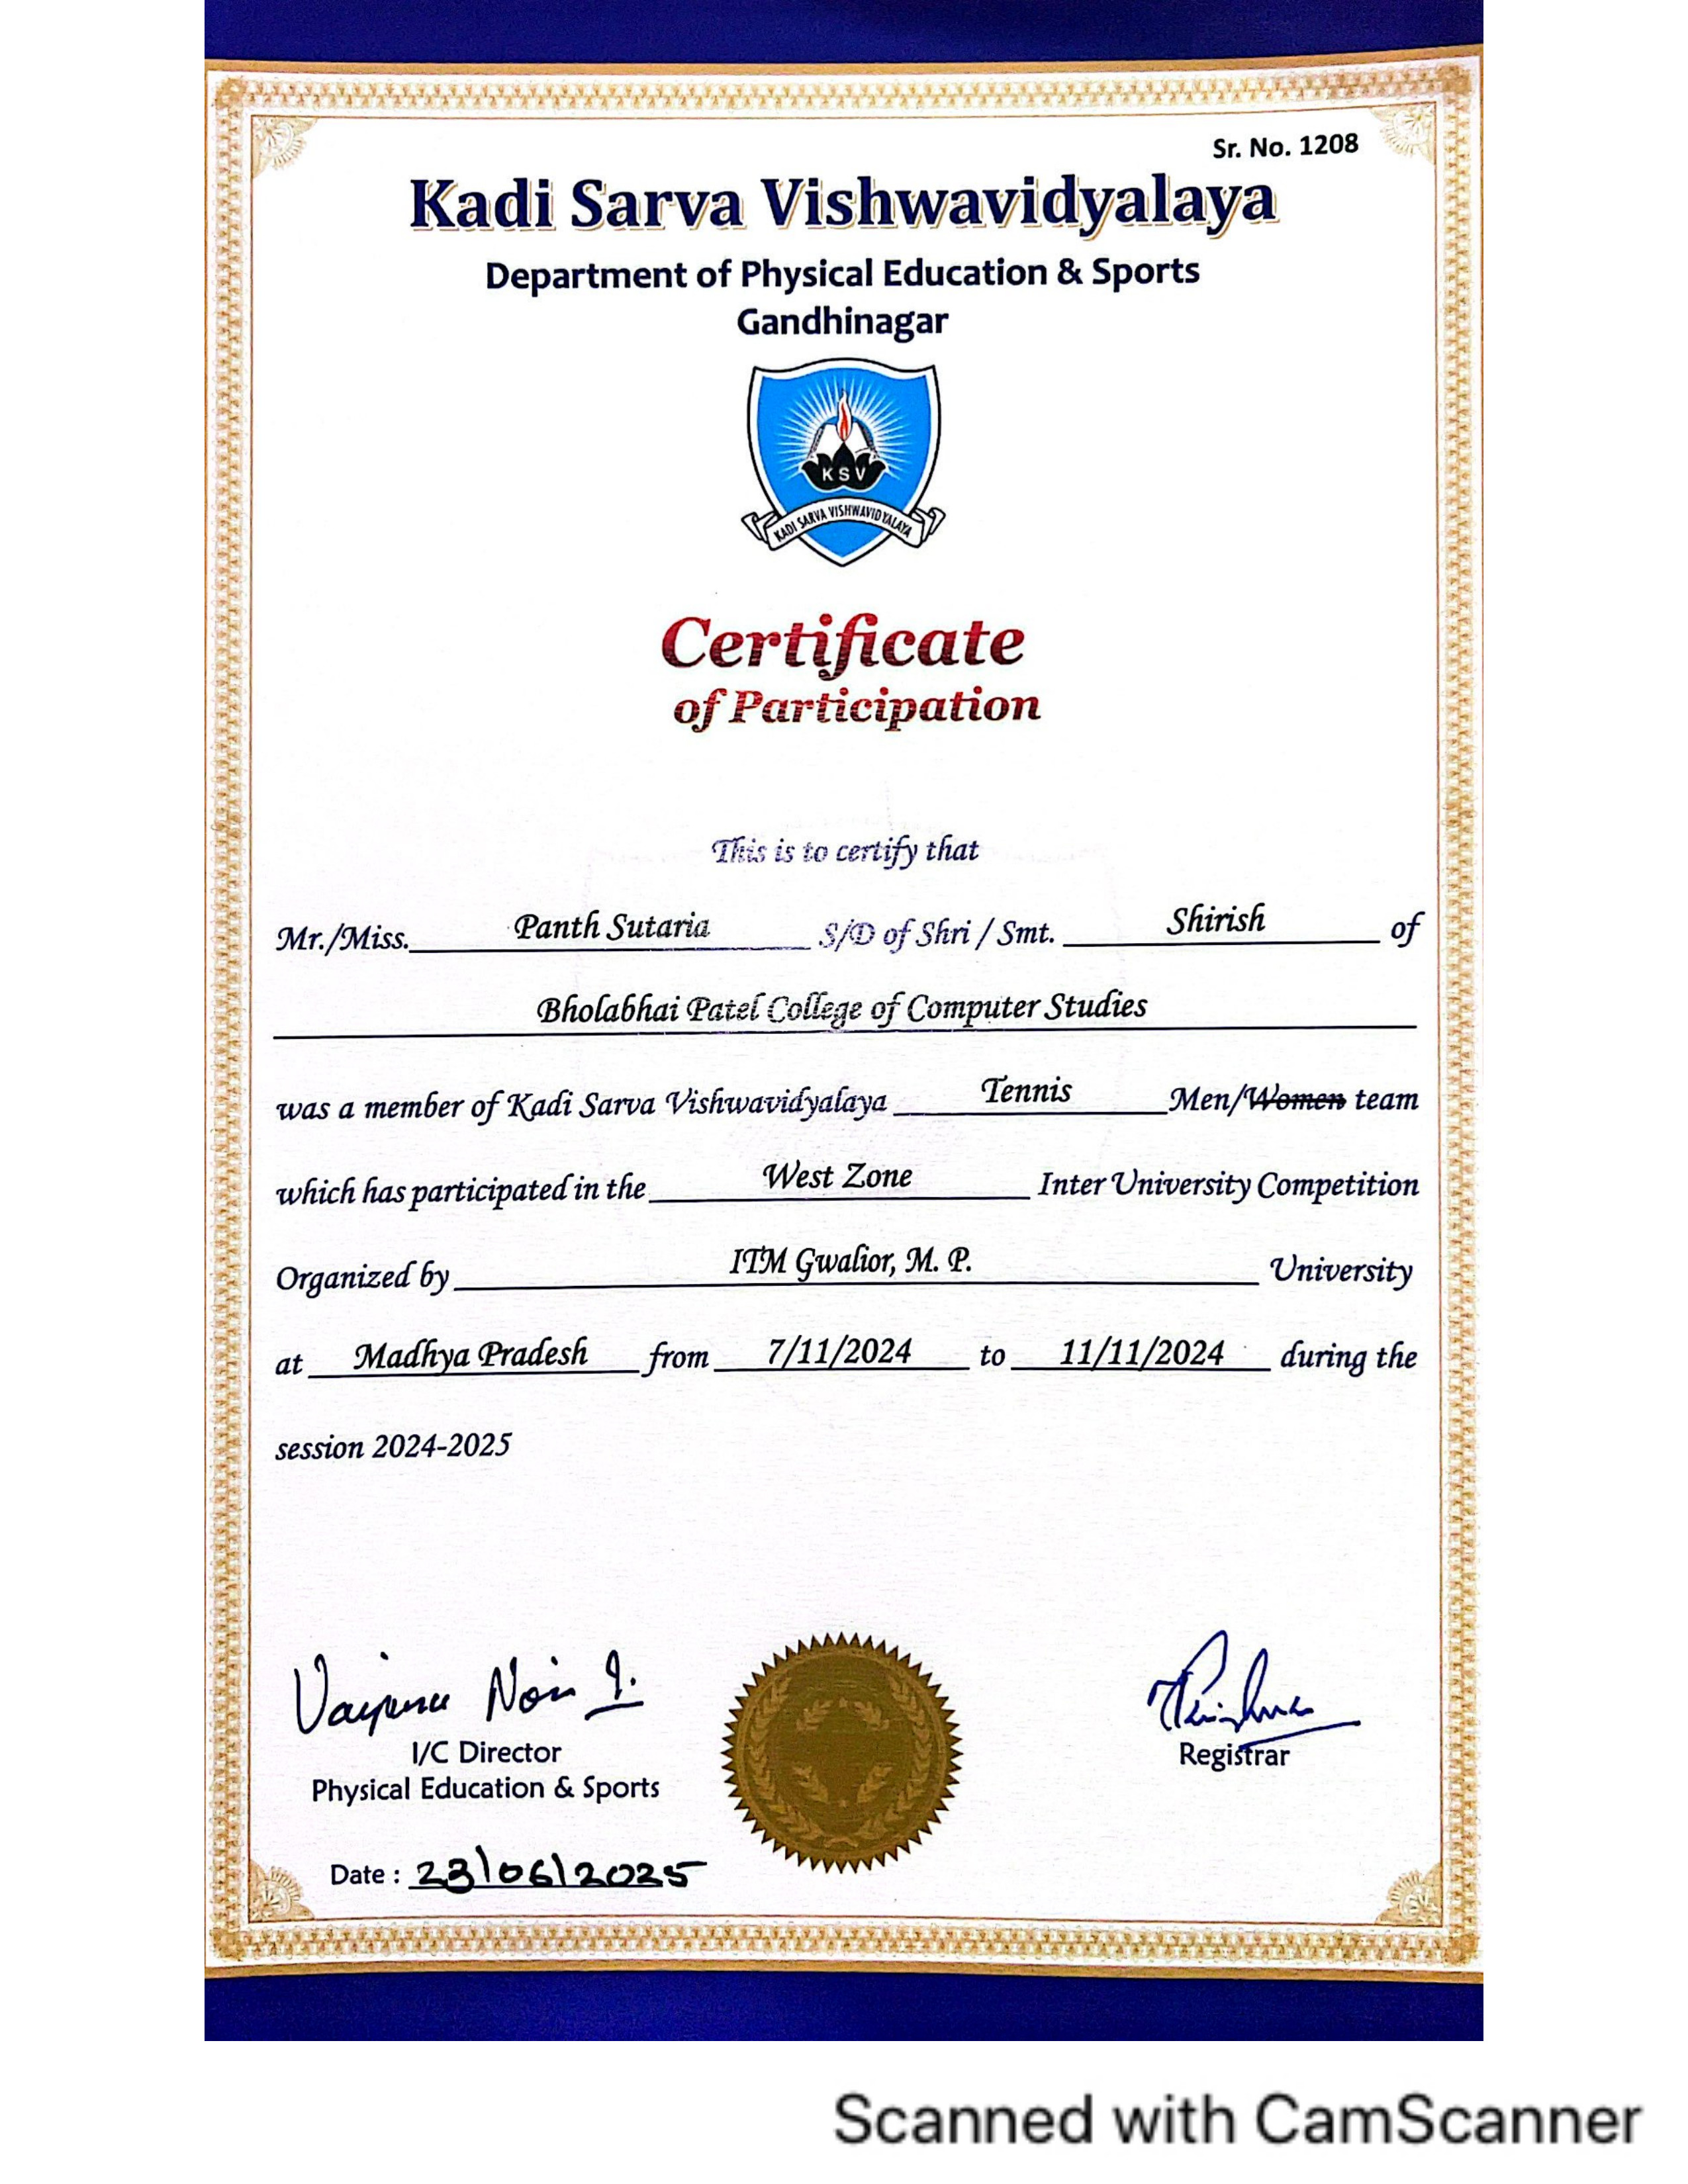 Sr. No. 1208
Kadi Sarva Vishwavidyalaya
Department of Physical Education & Sports
Gandhinagar
KSV
KADI SARVA VISHWAVIDYALAYA
Certificate
of Participation
This is to certify that
Mr./Miss. Panth Sutaria S/D of Shri / Smt. Shirish of
Bholabhai Patel College of Computer Studies
was a member of Kadi Sarva Vishwavidyalaya Tennis Men/Women team
which has participated in the West Zone Inter University Competition
Organized by ITM Gwalior, M. P. University
at Madhya Pradesh from 7/11/2024 to 11/11/2024 during the
session 2024-2025
I/C Director
Physical Education & Sports
Registrar
Date : 23/06/2025
Scanned with CamScanner